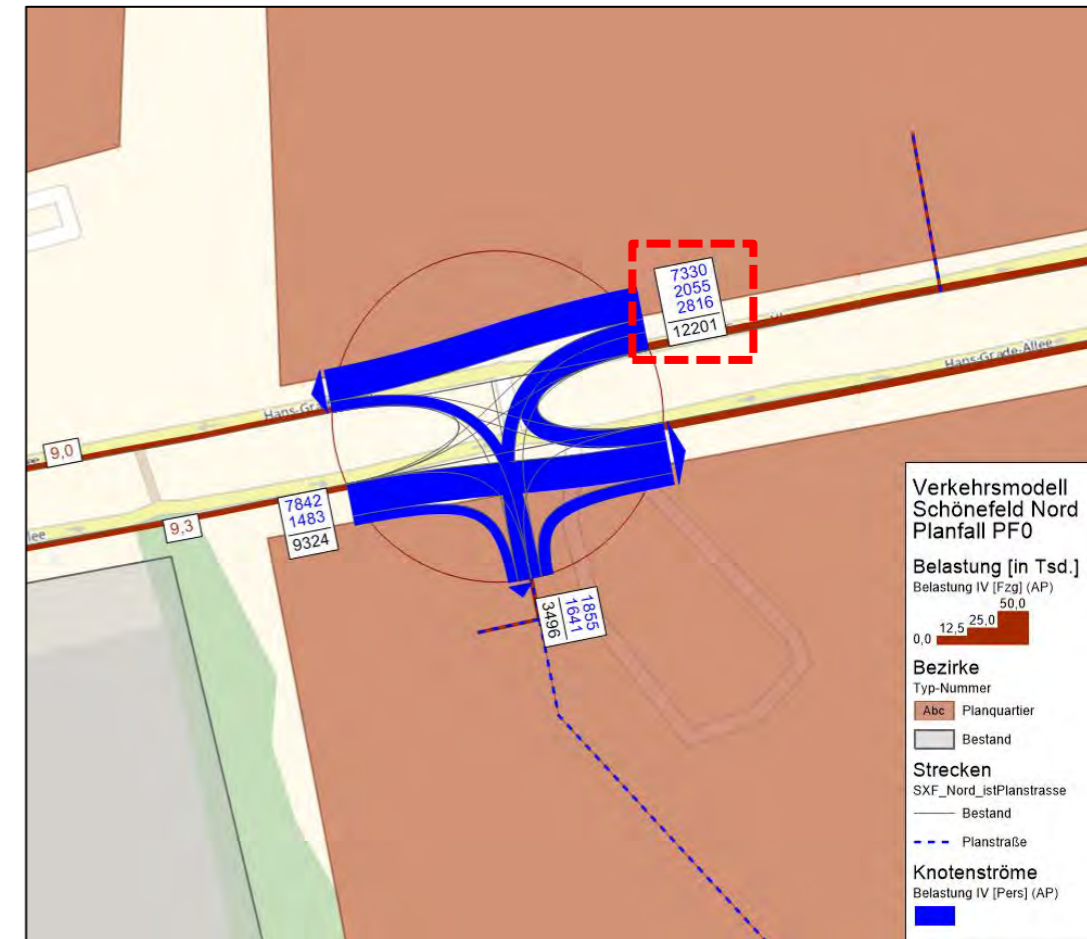 7330
2055
2816
12201
Hans-Grade-Allee
Hans-Gra
9,0
7842
1483
9324
9,3
1855
1641
3496
Verkehrsmodell
Schönefeld Nord
Planfall PF0
Belastung [in Tsd.]
Belastung IV [Fzg] (AP)
0,0 12,5 25,0 50,0
Bezirke
Typ-Nummer
Abc Planquartier
Bestand
Strecken
SXF_Nord_istPlanstrasse
Bestand
Planstraße
Knotenströme
Belastung IV [Pers] (AP)